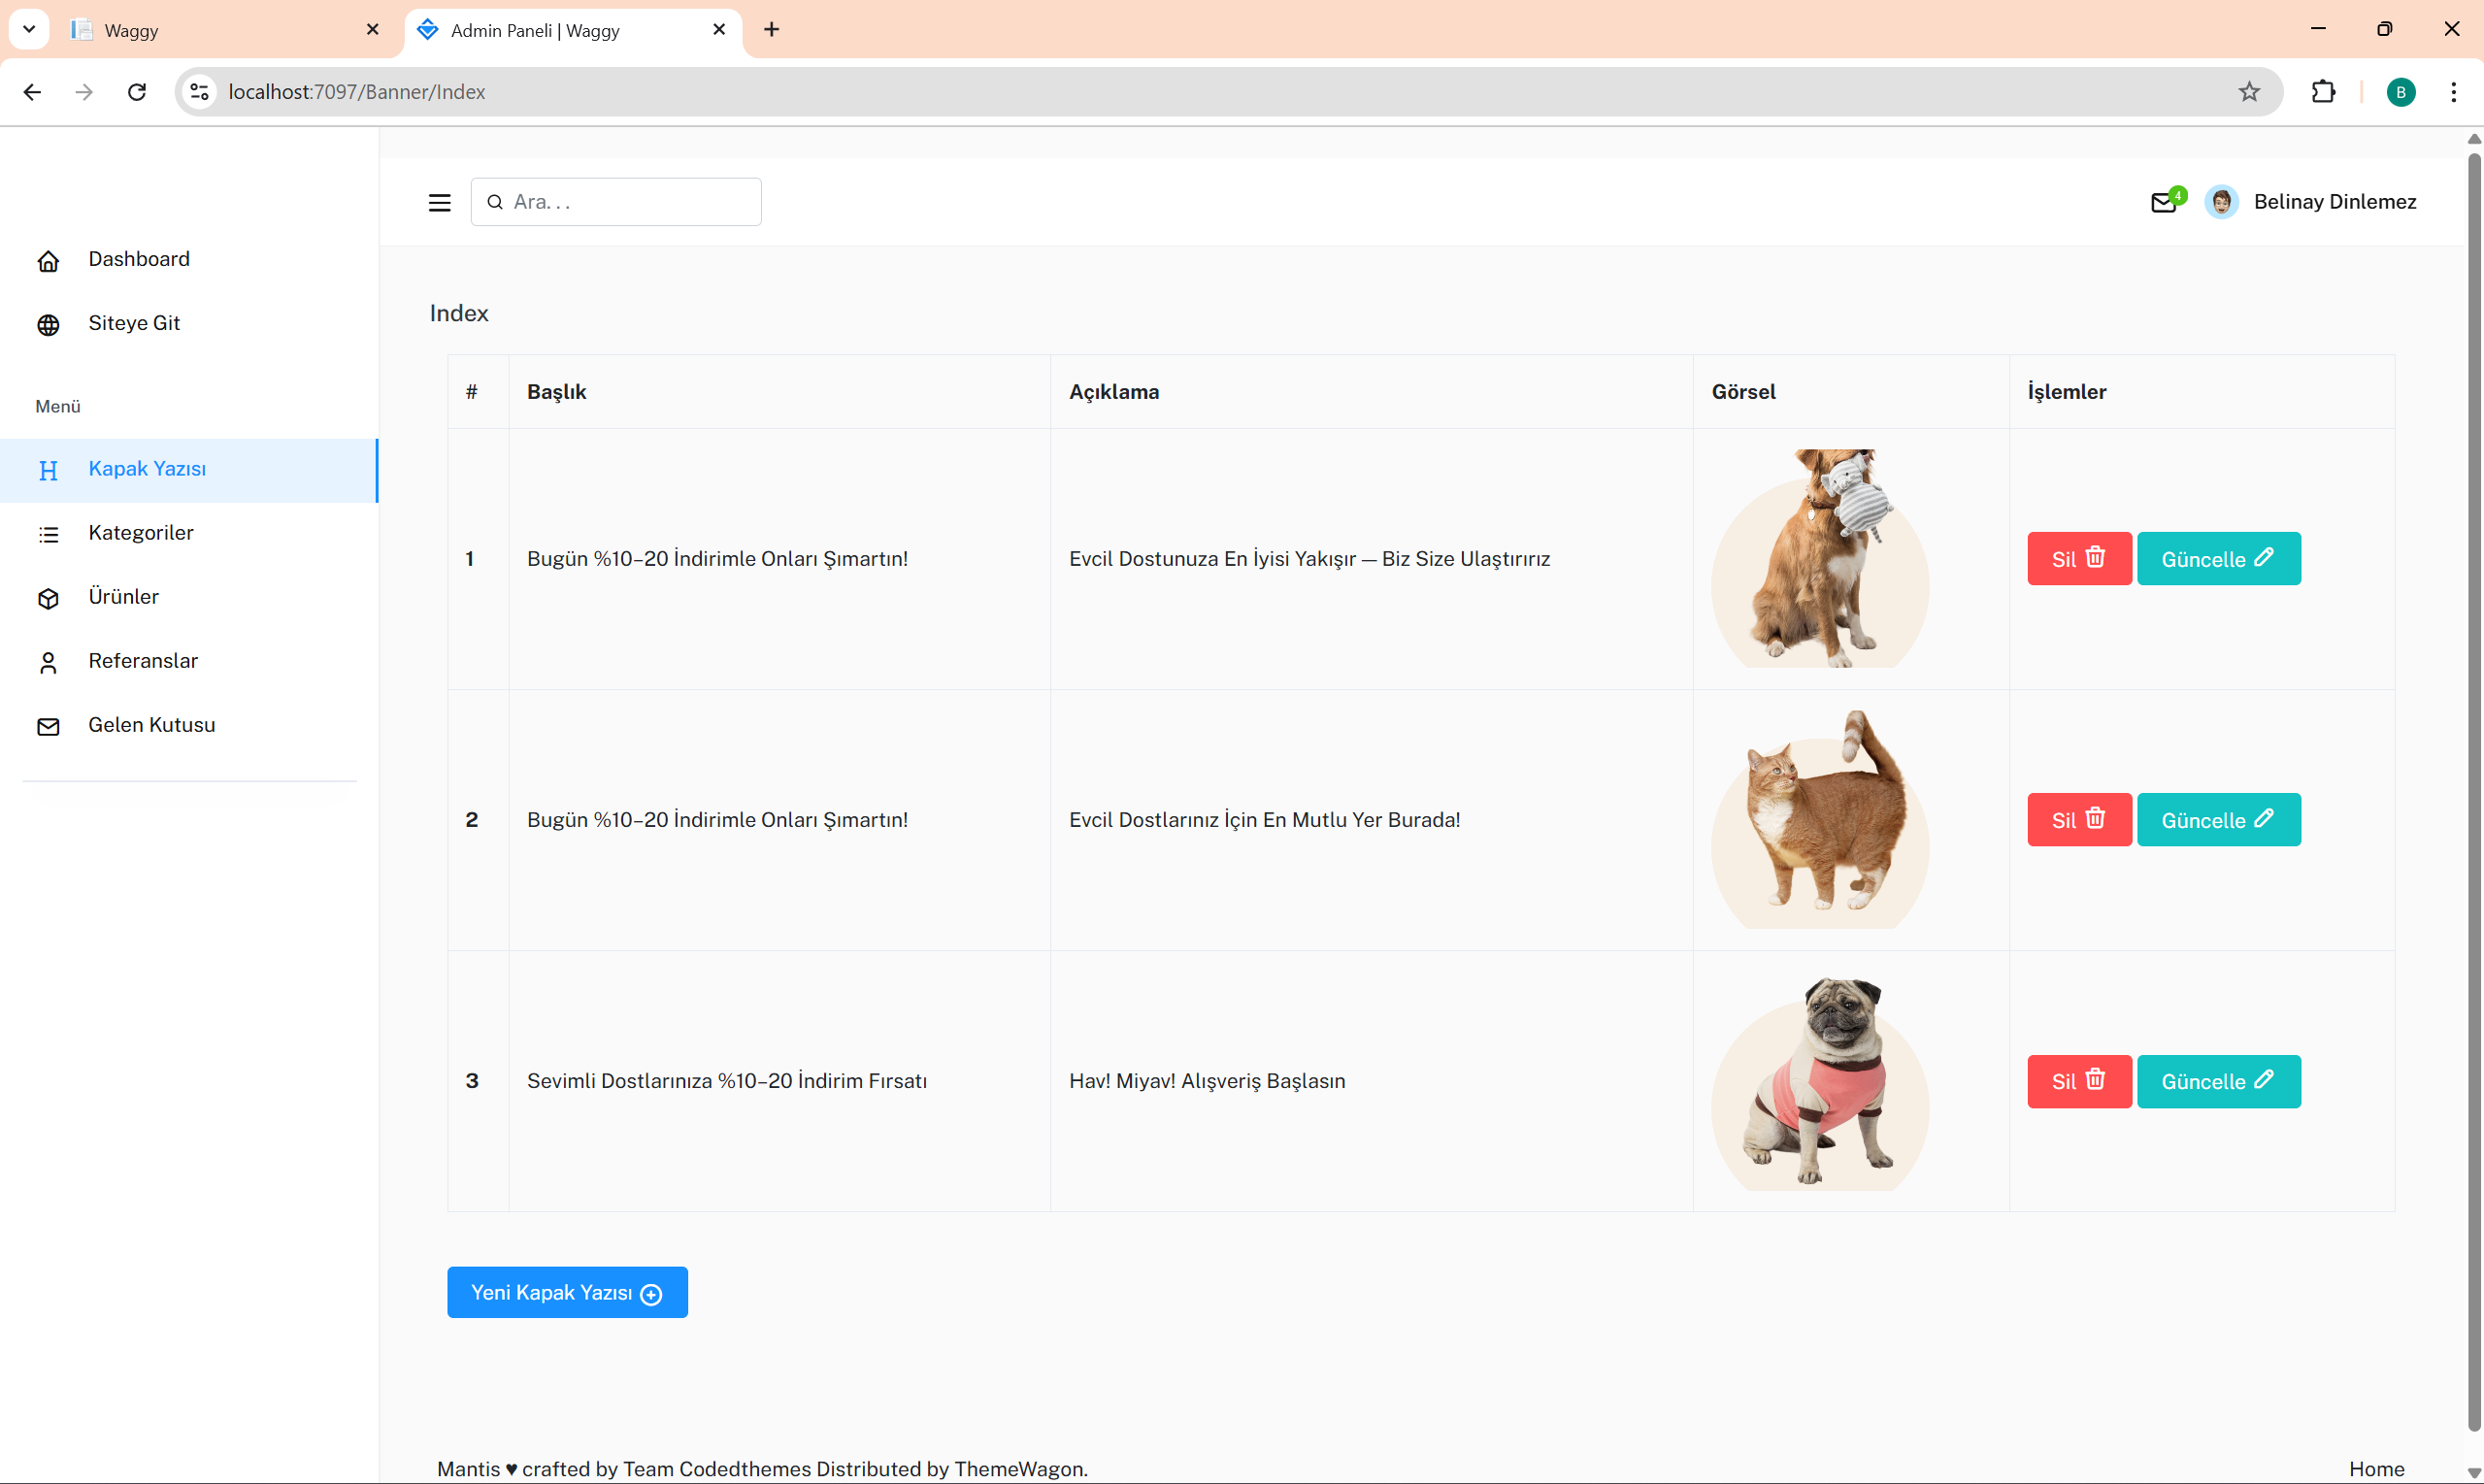 Waggy
Admin Paneli | Waggy
localhost:7097/Banner/Index
B
Ara. . .
4
Belinay Dinlemez
Dashboard
Siteye Git
Menü
Kapak Yazısı
Kategoriler
Ürünler
Referanslar
Gelen Kutusu
Index
# Başlık Açıklama Görsel İşlemler
1 Bugün %10–20 İndirimle Onları Şımartın! Evcil Dostunuza En İyisi Yakışır — Biz Size Ulaştırırız Sil Güncelle
2 Bugün %10–20 İndirimle Onları Şımartın! Evcil Dostlarınız İçin En Mutlu Yer Burada! Sil Güncelle
3 Sevimli Dostlarınıza %10–20 İndirim Fırsatı Hav! Miyav! Alışveriş Başlasın Sil Güncelle
Yeni Kapak Yazısı
Mantis ♥ crafted by Team Codedthemes Distributed by ThemeWagon.
Home